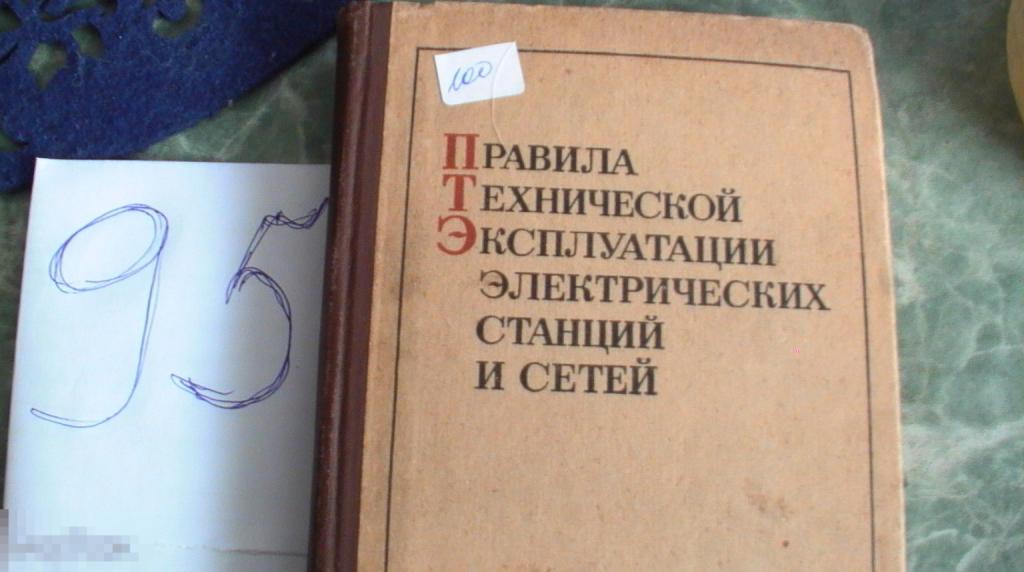 100
ПРАВИЛА
ТЕХНИЧЕСКОЙ
ЭКСПЛУАТАЦИИ
ЭЛЕКТРИЧЕСКИХ
СТАНЦИЙ
И СЕТЕЙ
95